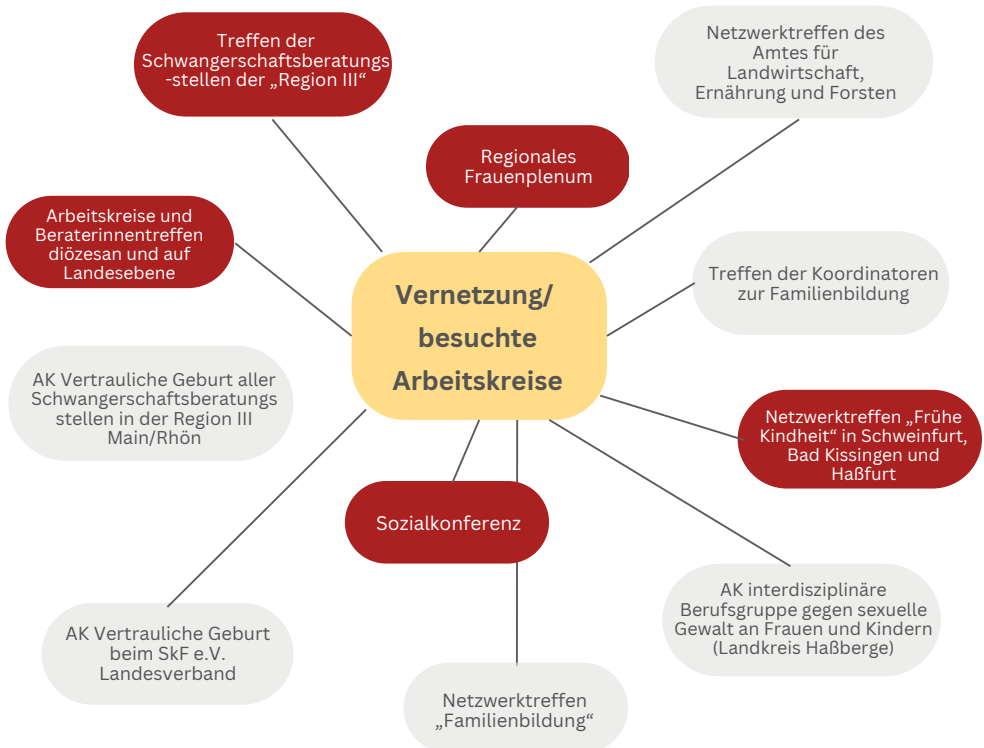 Treffen der
Schwangerschaftsberatungs
-stellen der „Region III“
Netzwerktreffen des
Amtes für
Landwirtschaft,
Ernährung und Forsten
Regionales
Frauenplenum
Arbeitskreise und
Beraterinnentreffen
diözesan und auf
Landesebene
Treffen der Koordinatoren
zur Familienbildung
Vernetzung/
besuchte
Arbeitskreise
AK Vertrauliche Geburt aller
Schwangerschaftsberatungs
stellen in der Region III
Main/Rhön
Netzwerktreffen „Frühe
Kindheit“ in Schweinfurt,
Bad Kissingen und
Haßfurt
Sozialkonferenz
AK interdisziplinäre
Berufsgruppe gegen sexuelle
Gewalt an Frauen und Kindern
(Landkreis Haßberge)
AK Vertrauliche Geburt
beim SkF e.V.
Landesverband
Netzwerktreffen
„Familienbildung“